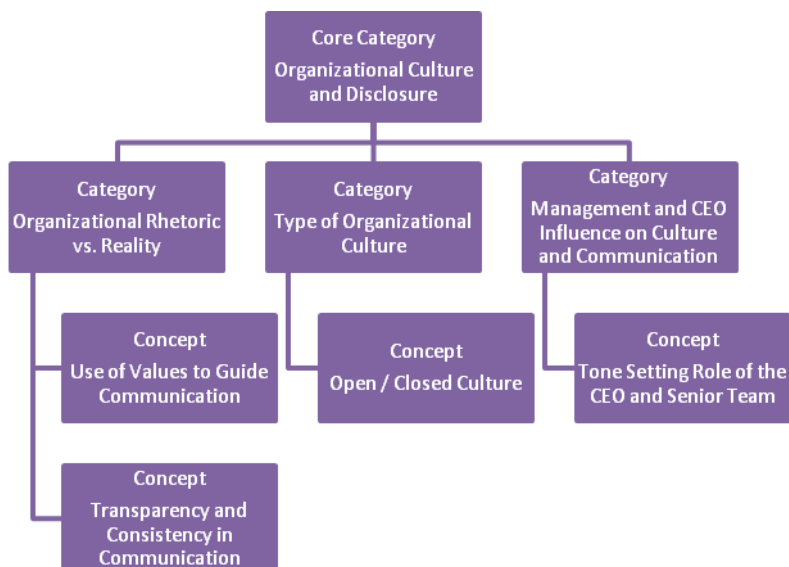 Core Category
Organizational Culture
and Disclosure
Category
Organizational Rhetoric
vs. Reality
Category
Type of Organizational
Culture
Category
Management and CEO
Influence on Culture
and Communication
Concept
Use of Values to Guide
Communication
Concept
Open / Closed Culture
Concept
Tone Setting Role of the
CEO and Senior Team
Concept
Transparency and
Consistency in
Communication